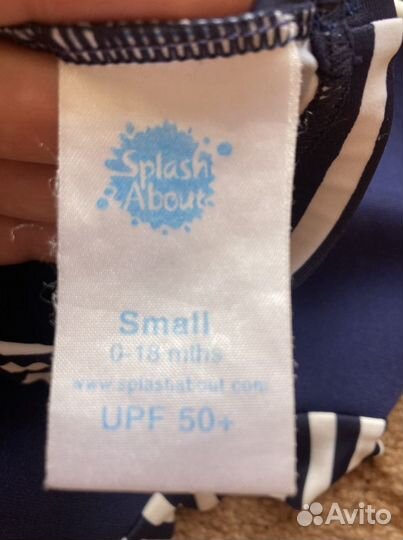 Splash
About
Small
0-18 mths
www.splashabout.com
UPF 50+
Avito